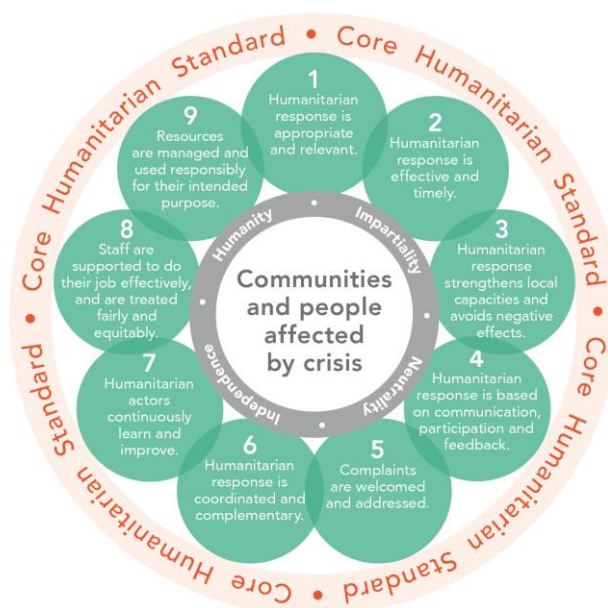 Core Humanitarian Standard • Core Humanitarian Standard • Core Humanitarian Standard • Core Humanitarian Standard • Core Humanitarian Standard •
1
Humanitarian
response is
appropriate
and relevant.
2
Humanitarian
response is
effective and
timely.
3
Humanitarian
response
strengthens local
capacities and
avoids negative
effects.
4
Humanitarian
response is based
on communication,
participation and
feedback.
5
Complaints
are welcomed
and addressed.
6
Humanitarian
response is
coordinated and
complementary.
7
Humanitarian
actors
continuously
learn and
improve.
8
Staff are
supported to do
their job effectively,
and are treated
fairly and
equitably.
9
Resources
are managed and
used responsibly
for their intended
purpose.
Humanity • Impartiality • Neutrality • Independence •
Communities
and people
affected
by crisis